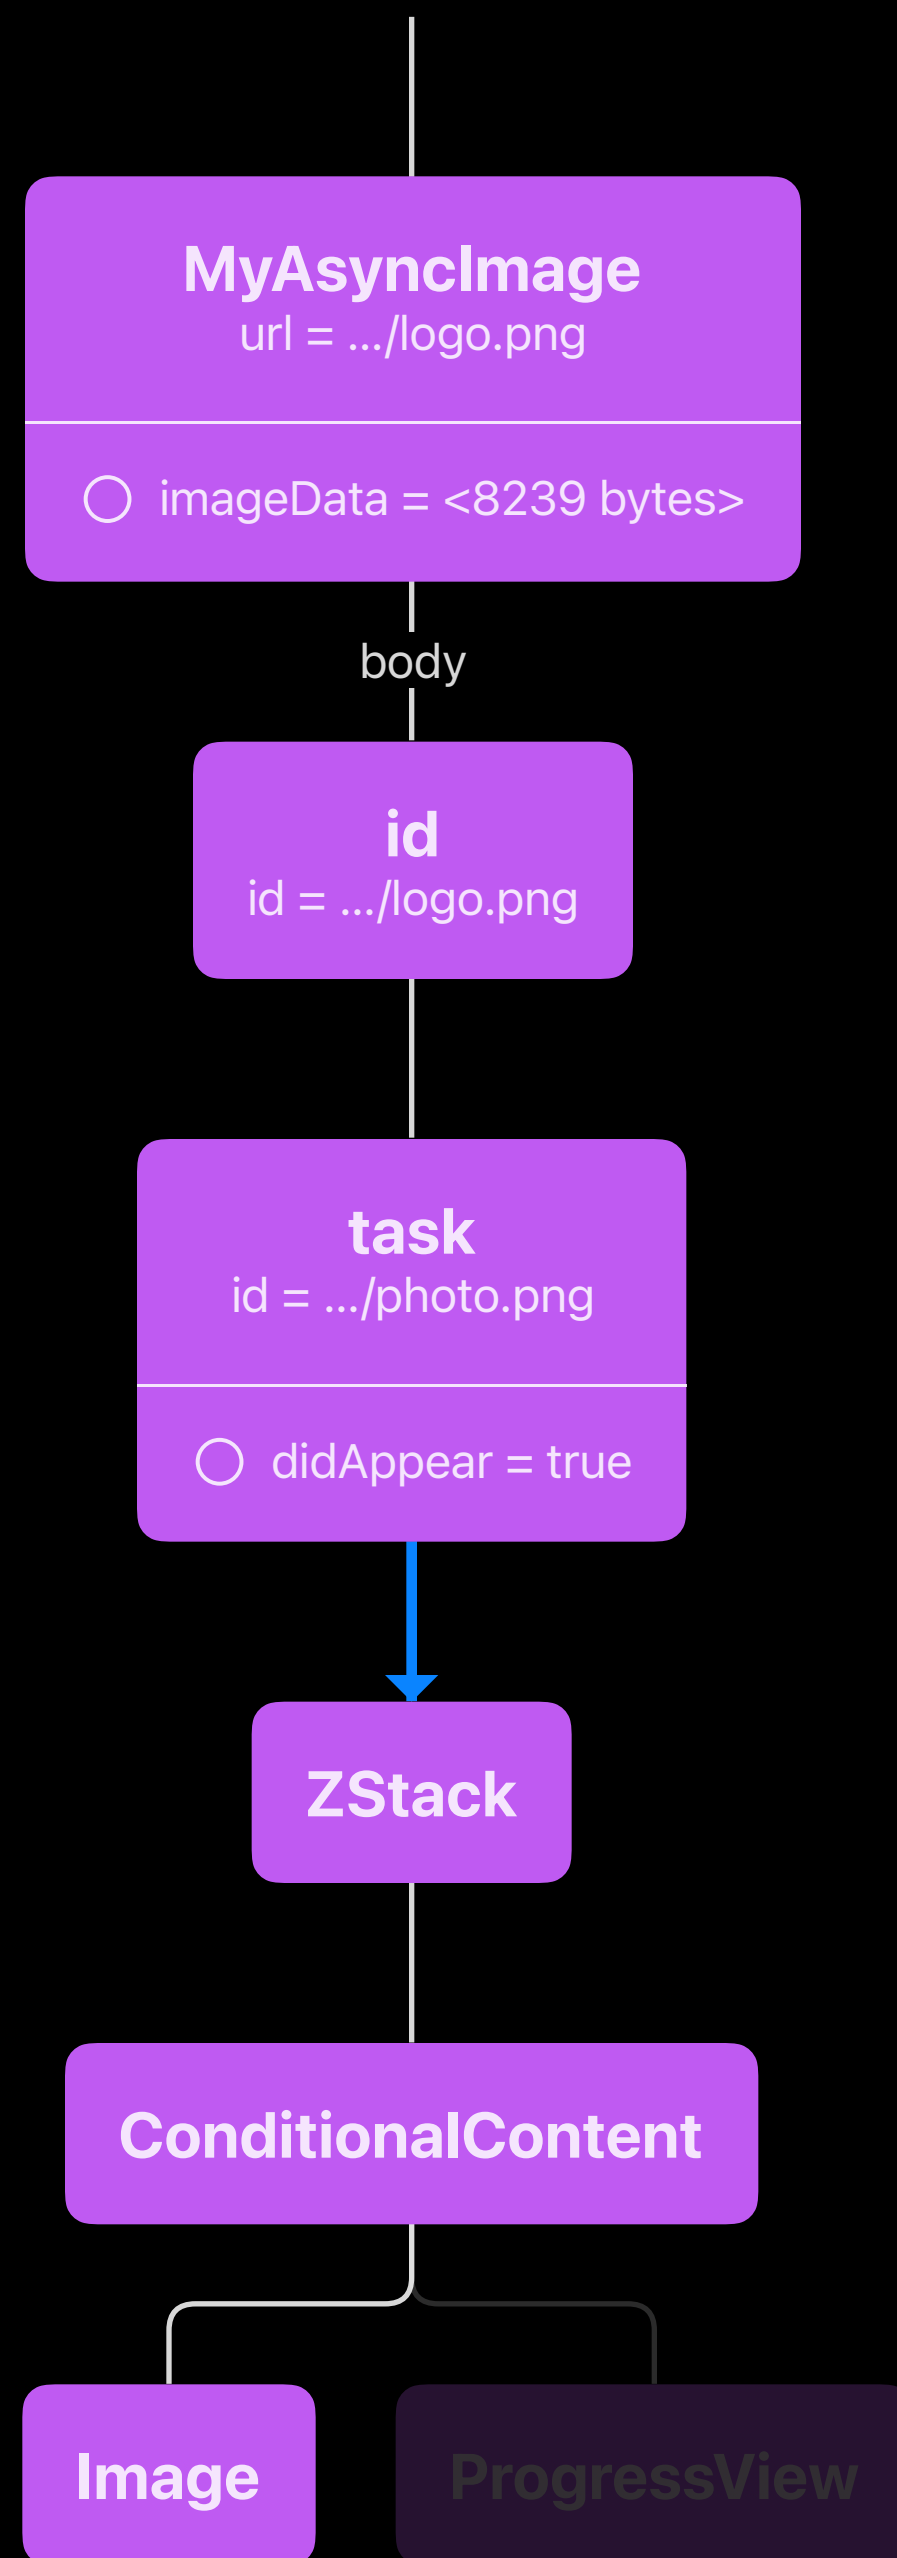 MyAsyncImage
url = .../logo.png
imageData = <8239 bytes>
body
id
id = .../logo.png
task
id = .../photo.png
didAppear = true
ZStack
ConditionalContent
Image
ProgressView